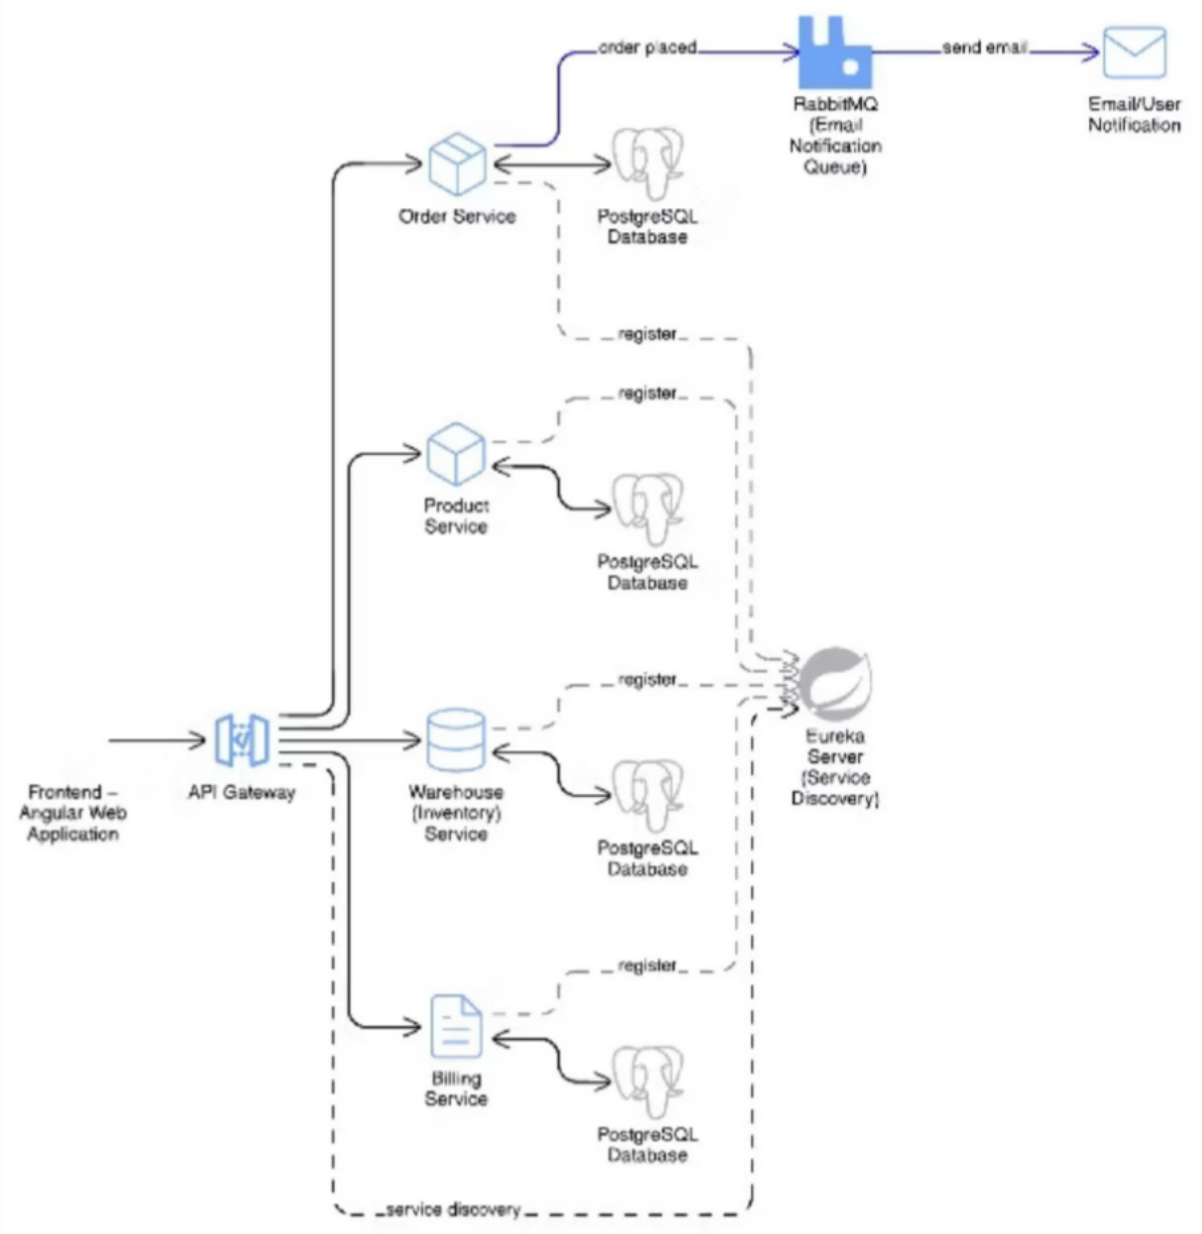 order placed
send email
RabbitMQ
(Email
Notification
Queue)
Email/User
Notification
Order Service
PostgreSQL
Database
register
register
Product
Service
PostgreSQL
Database
register
Eureka
Server
(Service
Discovery)
Frontend –
Angular Web
Application
API Gateway
Warehouse
(Inventory)
Service
PostgreSQL
Database
register
Billing
Service
PostgreSQL
Database
service discovery